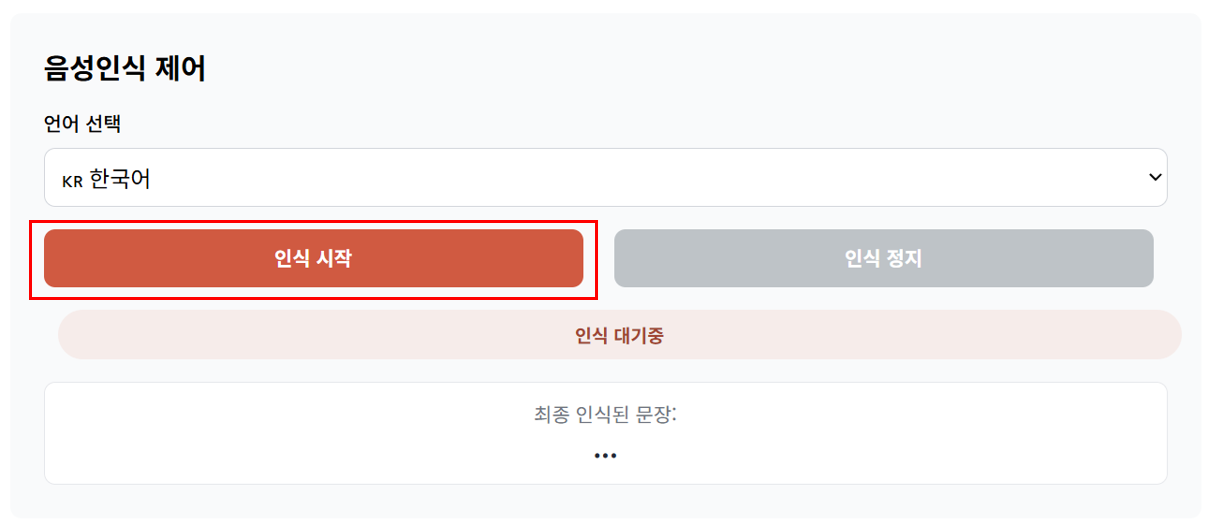 음성인식 제어
언어 선택
KR 한국어
인식 시작
인식 정지
인식 대기중
최종 인식된 문장:
...